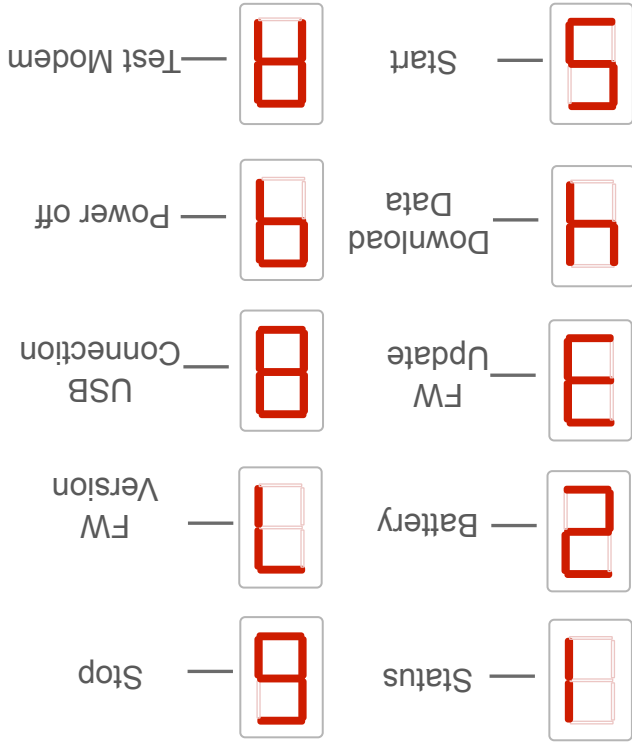 1 Status
2 Battery
3 FW
Update
4 Download
Data
5 Start
6 Stop
7 FW
Version
8 USB
Connection
9 Power off
A Test Modem